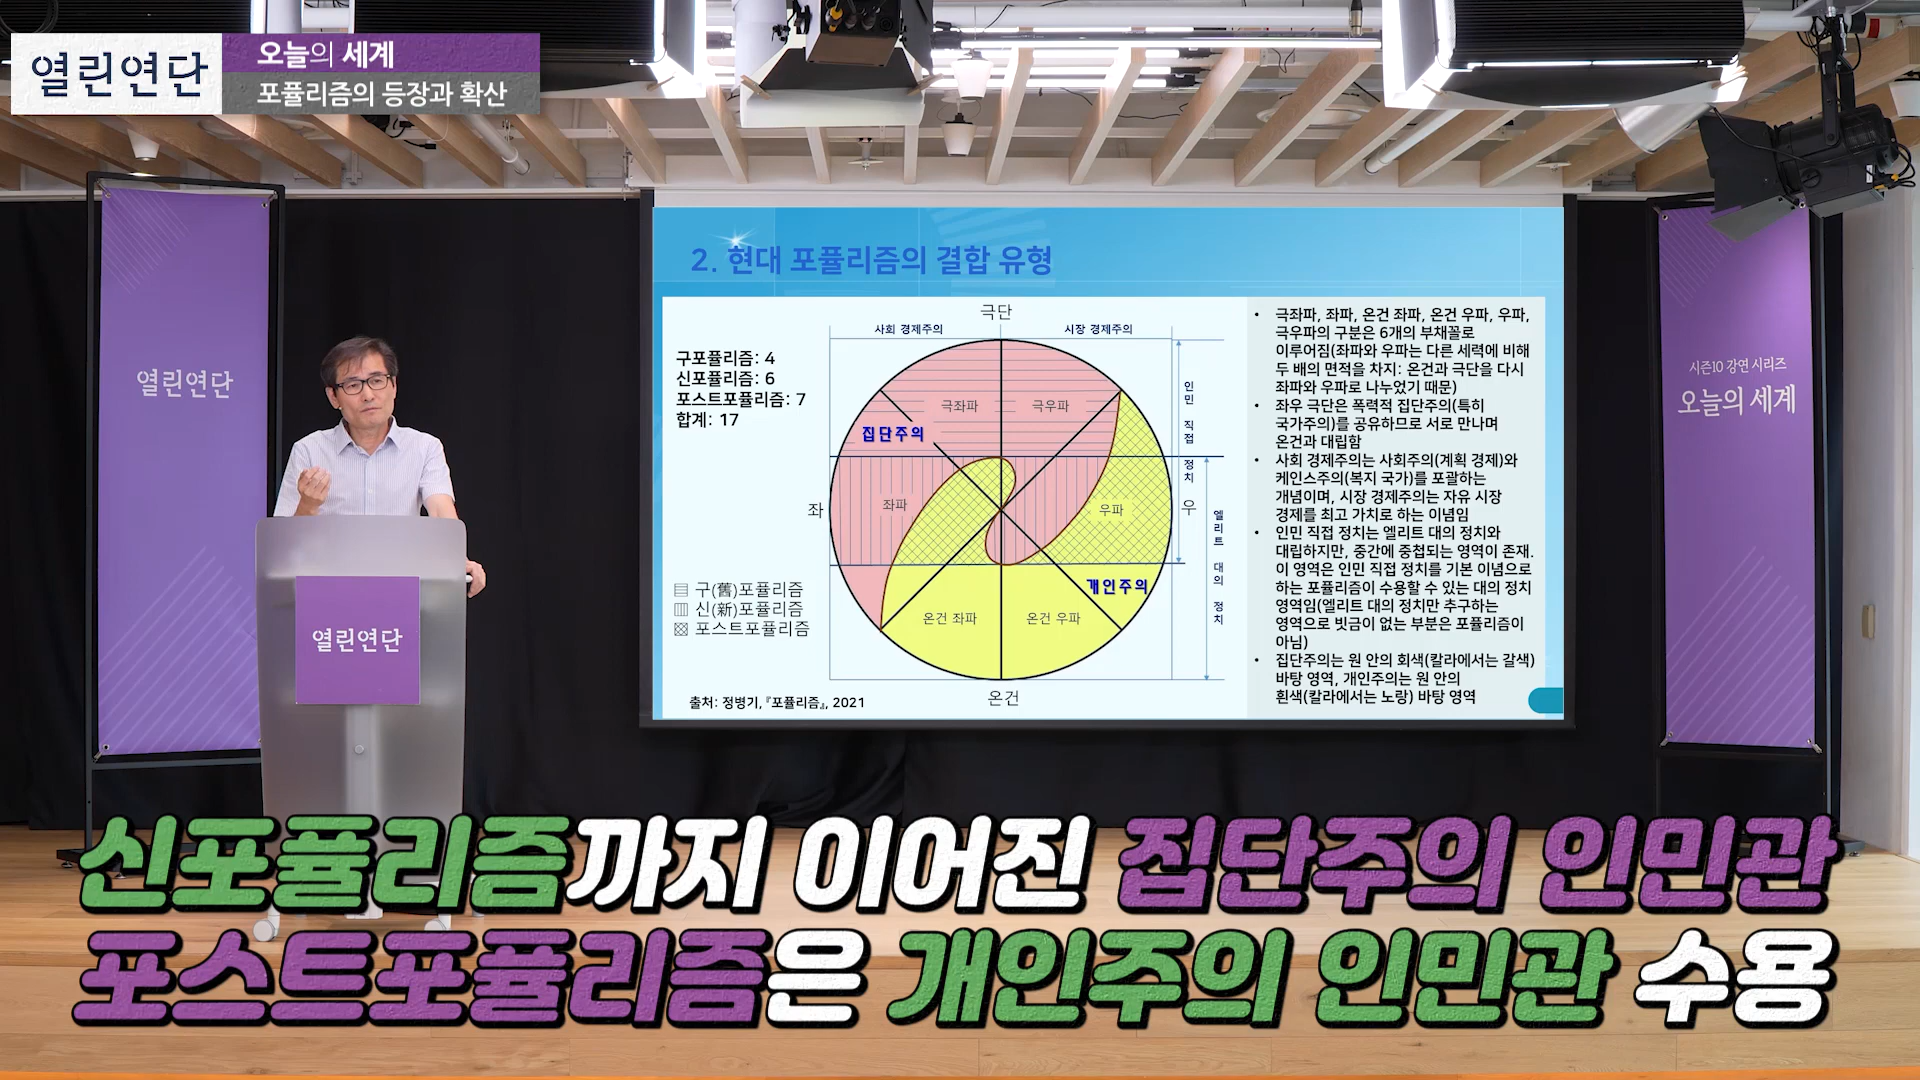 열린연단
오늘의 세계
포퓰리즘의 등장과 확산
열린연단
열린연단
시즌10 강연 시리즈
오늘의 세계
2. 현대 포퓰리즘의 결합 유형
구포퓰리즘: 4
신포퓰리즘: 6
포스트포퓰리즘: 7
합계: 17
극단
사회 경제주의
시장 경제주의
극좌파
극우파
집단주의
좌
좌파
우파
우
인민 직접 정치
엘리트 대의 정치
개인주의
온건 좌파
온건 우파
온건
구(舊)포퓰리즘
신(新)포퓰리즘
포스트포퓰리즘
출처: 정병기, 『포퓰리즘』, 2021
• 극좌파, 좌파, 온건 좌파, 온건 우파, 우파,
극우파의 구분은 6개의 부채꼴로
이루어짐(좌파와 우파는 다른 세력에 비해
두 배의 면적을 차지: 온건과 극단을 다시
좌파와 우파로 나누었기 때문)
• 좌우 극단은 폭력적 집단주의(특히
국가주의)를 공유하므로 서로 만나며
온건과 대립함
• 사회 경제주의는 사회주의(계획 경제)와
케인스주의(복지 국가)를 포괄하는
개념이며, 시장 경제주의는 자유 시장
경제를 최고 가치로 하는 이념임
• 인민 직접 정치는 엘리트 대의 정치와
대립하지만, 중간에 중첩되는 영역이 존재.
이 영역은 인민 직접 정치를 기본 이념으로
하는 포퓰리즘이 수용할 수 있는 대의 정치
영역임(엘리트 대의 정치만 추구하는
영역으로 빗금이 없는 부분은 포퓰리즘이
아님)
• 집단주의는 원 안의 회색(칼라에서는 갈색)
바탕 영역, 개인주의는 원 안의
흰색(칼라에서는 노랑) 바탕 영역
신포퓰리즘까지 이어진 집단주의 인민관
포스트포퓰리즘은 개인주의 인민관 수용